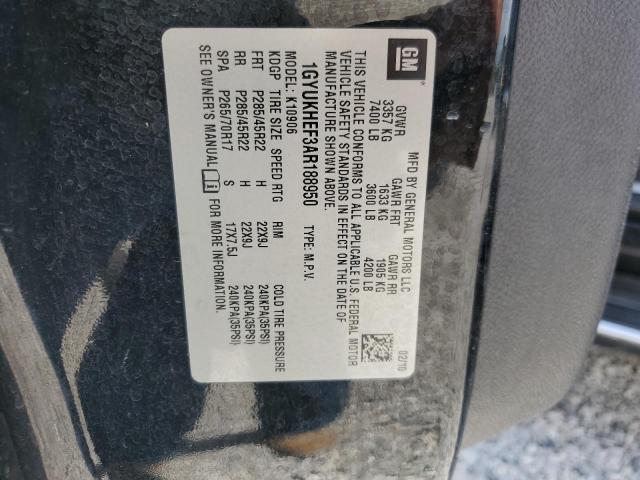 GM
MFD BY GENERAL MOTORS LLC 02/10
GVWR GAWR FRT GAWR RR
3357 KG 1633 KG 1905 KG
7400 LB 3600 LB 4200 LB
THIS VEHICLE CONFORMS TO ALL APPLICABLE U.S. FEDERAL MOTOR
VEHICLE SAFETY STANDARDS IN EFFECT ON THE DATE OF
MANUFACTURE SHOWN ABOVE.
1GYUKHEF3AR188950 TYPE: M.P.V.
MODEL: K10906
KDGP TIRE SIZE SPEED RTG RIM COLD TIRE PRESSURE
FRT P285/45R22 H 22X9J 240KPA(35PSI)
RR P285/45R22 H 22X9J 240KPA(35PSI)
SPA P265/70R17 S 17X7.5J 240KPA(35PSI)
SEE OWNER'S MANUAL FOR MORE INFORMATION.